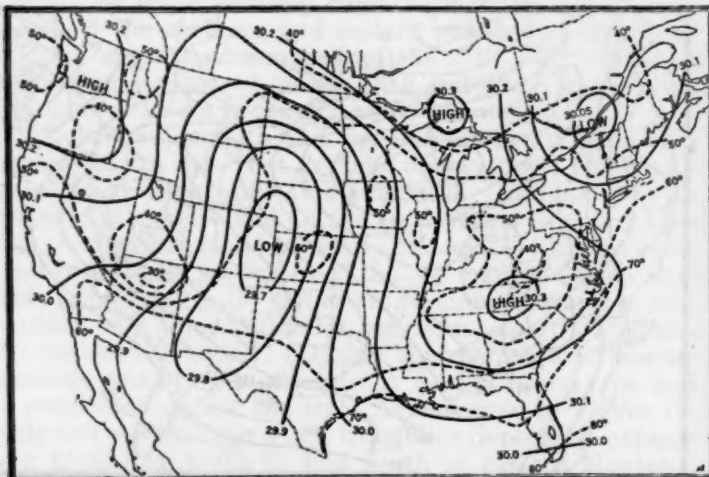 30.2 30.2 40° 40°
50° 50° 30.1
HIGH 30.3 30.2 30.1
50° 40° HIGH 30.05
LOW
30.2 50°
50° 60°
30.1
50° 50° 50°
40° 40°
LOW 60° 70°
30°
HIGH 30.3
30.0 29.7
60°
29.9
29.8
30.1
29.9 70° 30.0
80°
30.0 30.0
80°